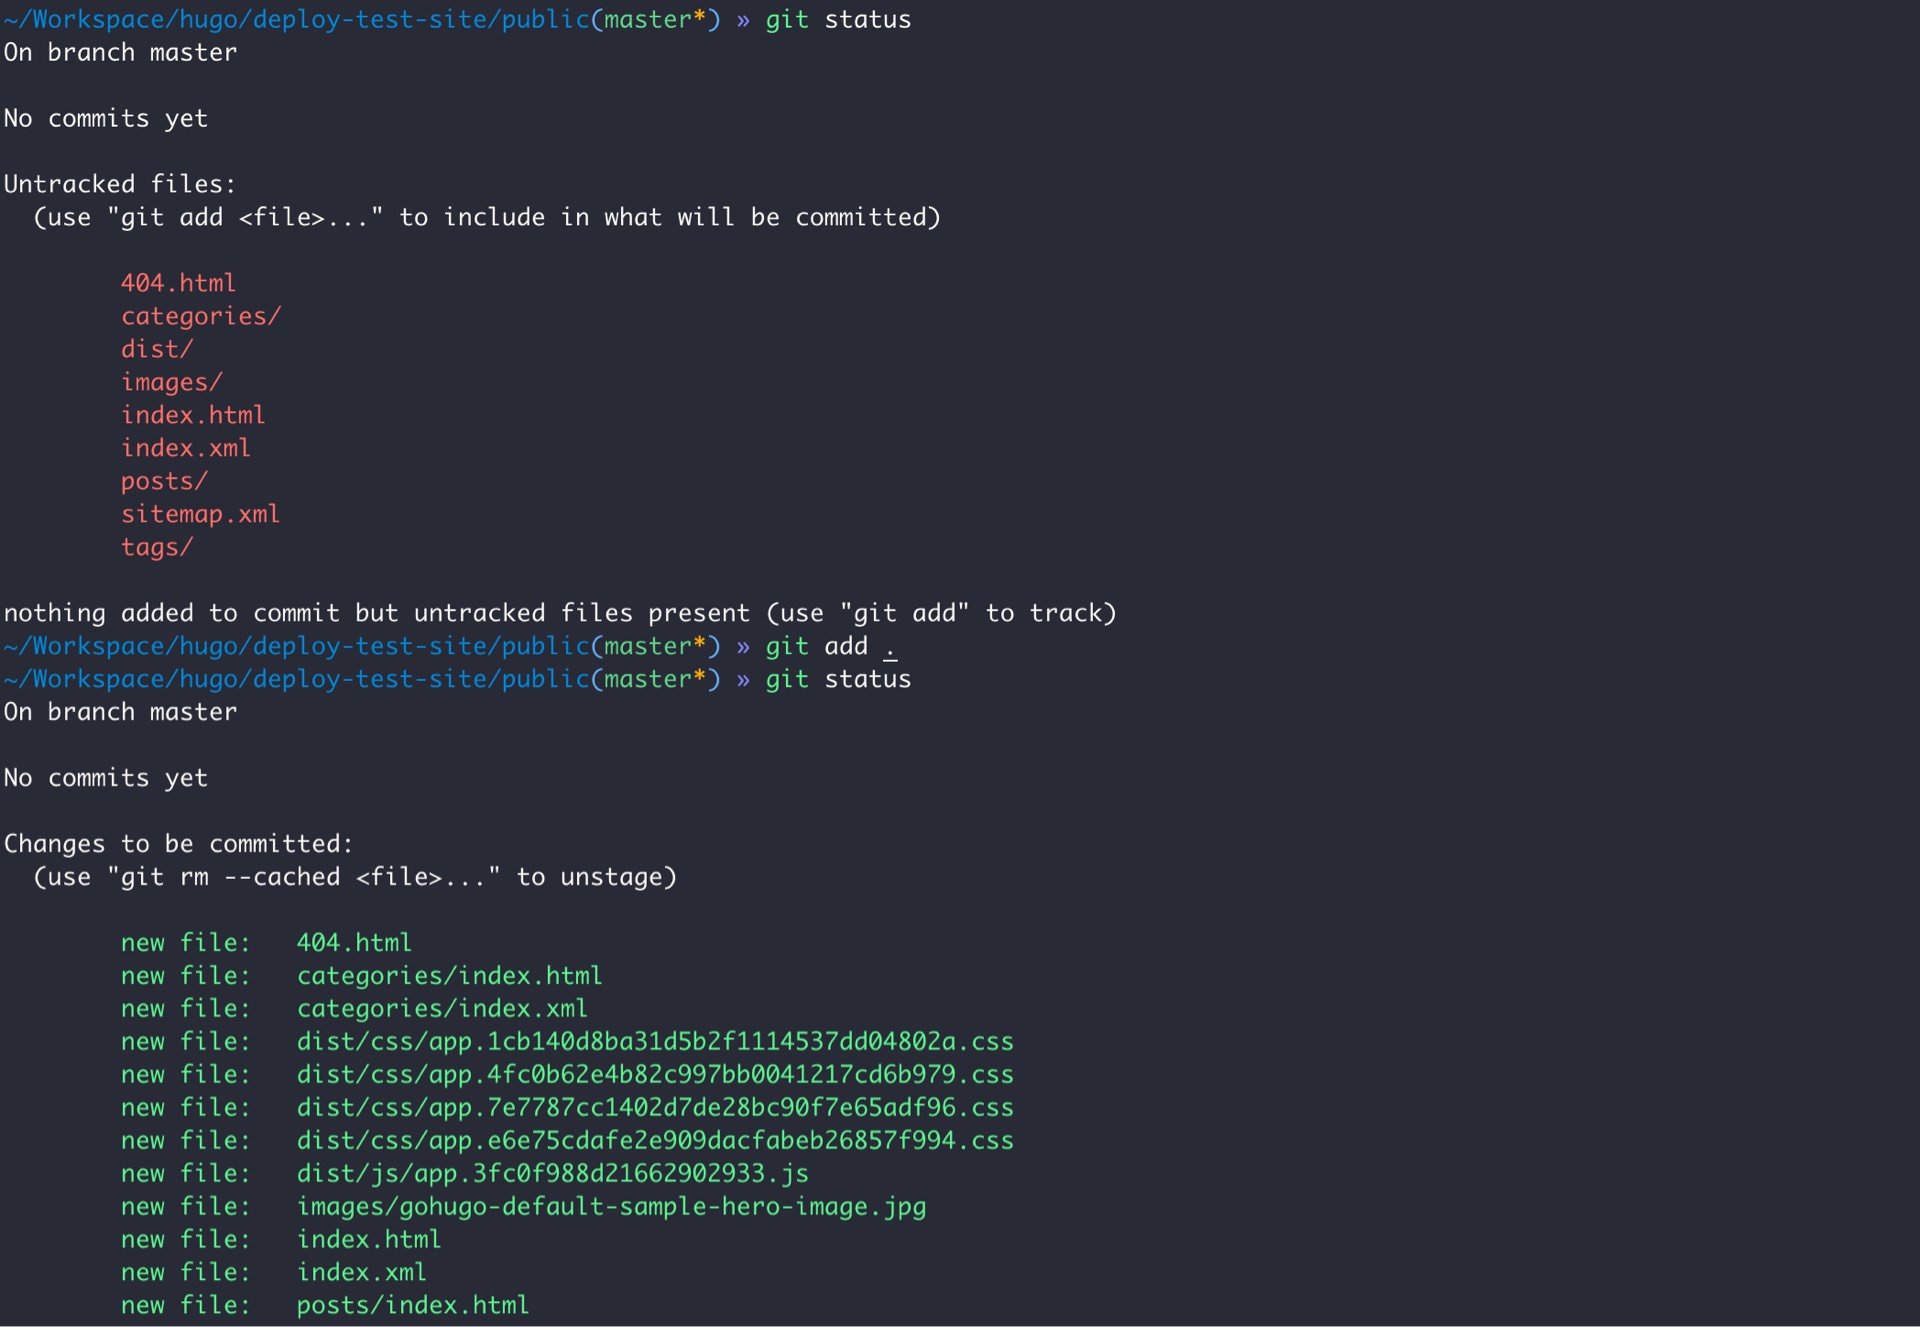 ~/Workspace/hugo/deploy-test-site/public(master*) » git status
On branch master
No commits yet
Untracked files:
  (use "git add <file>..." to include in what will be committed)
        404.html
        categories/
        dist/
        images/
        index.html
        index.xml
        posts/
        sitemap.xml
        tags/
nothing added to commit but untracked files present (use "git add" to track)
~/Workspace/hugo/deploy-test-site/public(master*) » git add .
~/Workspace/hugo/deploy-test-site/public(master*) » git status
On branch master
No commits yet
Changes to be committed:
  (use "git rm --cached <file>..." to unstage)
        new file:   404.html
        new file:   categories/index.html
        new file:   categories/index.xml
        new file:   dist/css/app.1cb140d8ba31d5b2f1114537dd04802a.css
        new file:   dist/css/app.4fc0b62e4b82c997bb0041217cd6b979.css
        new file:   dist/css/app.7e7787cc1402d7de28bc90f7e65adf96.css
        new file:   dist/css/app.e6e75cdafe2e909dacfabeb26857f994.css
        new file:   dist/js/app.3fc0f988d21662902933.js
        new file:   images/gohugo-default-sample-hero-image.jpg
        new file:   index.html
        new file:   index.xml
        new file:   posts/index.html